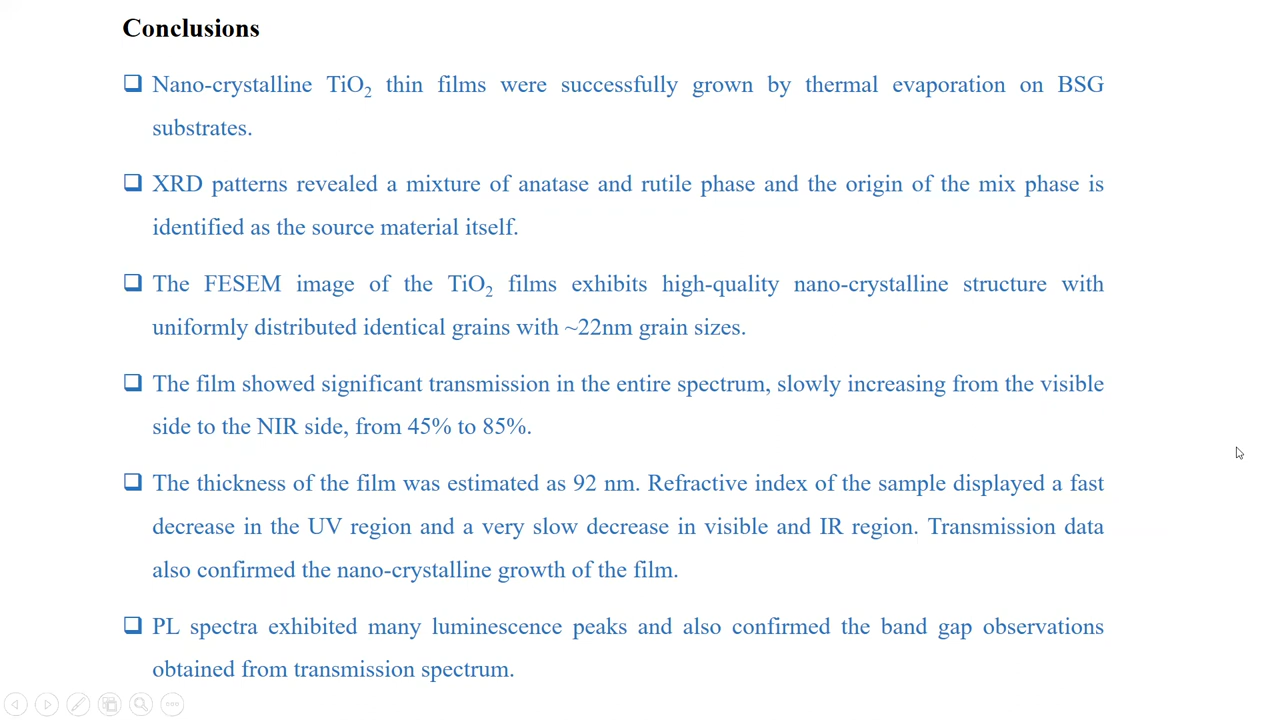 Conclusions
❑ Nano-crystalline TiO₂ thin films were successfully grown by thermal evaporation on BSG
substrates.
❑ XRD patterns revealed a mixture of anatase and rutile phase and the origin of the mix phase is
identified as the source material itself.
❑ The FESEM image of the TiO₂ films exhibits high-quality nano-crystalline structure with
uniformly distributed identical grains with ~22nm grain sizes.
❑ The film showed significant transmission in the entire spectrum, slowly increasing from the visible
side to the NIR side, from 45% to 85%.
❑ The thickness of the film was estimated as 92 nm. Refractive index of the sample displayed a fast
decrease in the UV region and a very slow decrease in visible and IR region. Transmission data
also confirmed the nano-crystalline growth of the film.
❑ PL spectra exhibited many luminescence peaks and also confirmed the band gap observations
obtained from transmission spectrum.